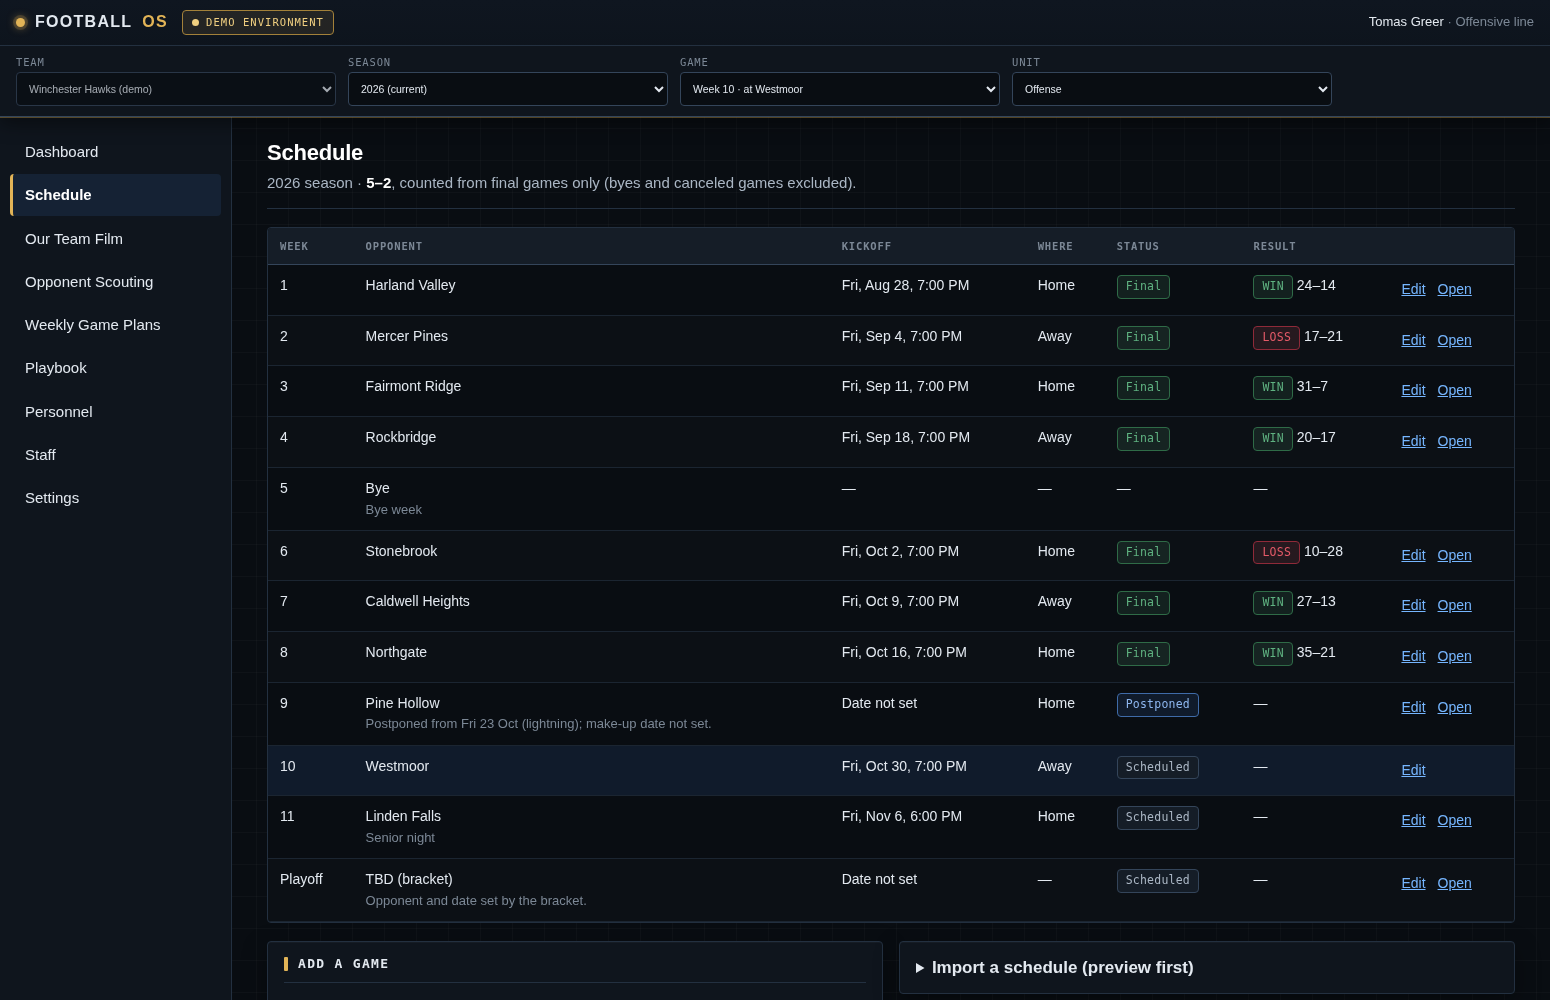 FOOTBALL OS
DEMO ENVIRONMENT
Tomas Greer · Offensive line
TEAM
SEASON
GAME
UNIT
Winchester Hawks (demo)
2026 (current)
Week 10 · at Westmoor
Offense
Dashboard
Schedule
Our Team Film
Opponent Scouting
Weekly Game Plans
Playbook
Personnel
Staff
Settings
Schedule
2026 season · 5–2, counted from final games only (byes and canceled games excluded).
WEEK OPPONENT KICKOFF WHERE STATUS RESULT
1 Harland Valley Fri, Aug 28, 7:00 PM Home Final WIN 24–14 Edit Open
2 Mercer Pines Fri, Sep 4, 7:00 PM Away Final LOSS 17–21 Edit Open
3 Fairmont Ridge Fri, Sep 11, 7:00 PM Home Final WIN 31–7 Edit Open
4 Rockbridge Fri, Sep 18, 7:00 PM Away Final WIN 20–17 Edit Open
5 Bye — — — —
Bye week
6 Stonebrook Fri, Oct 2, 7:00 PM Home Final LOSS 10–28 Edit Open
7 Caldwell Heights Fri, Oct 9, 7:00 PM Away Final WIN 27–13 Edit Open
8 Northgate Fri, Oct 16, 7:00 PM Home Final WIN 35–21 Edit Open
9 Pine Hollow Date not set Home Postponed — Edit Open
Postponed from Fri 23 Oct (lightning); make-up date not set.
10 Westmoor Fri, Oct 30, 7:00 PM Away Scheduled — Edit
11 Linden Falls Fri, Nov 6, 6:00 PM Home Scheduled — Edit Open
Senior night
Playoff TBD (bracket) Date not set — Scheduled — Edit Open
Opponent and date set by the bracket.
ADD A GAME
Import a schedule (preview first)